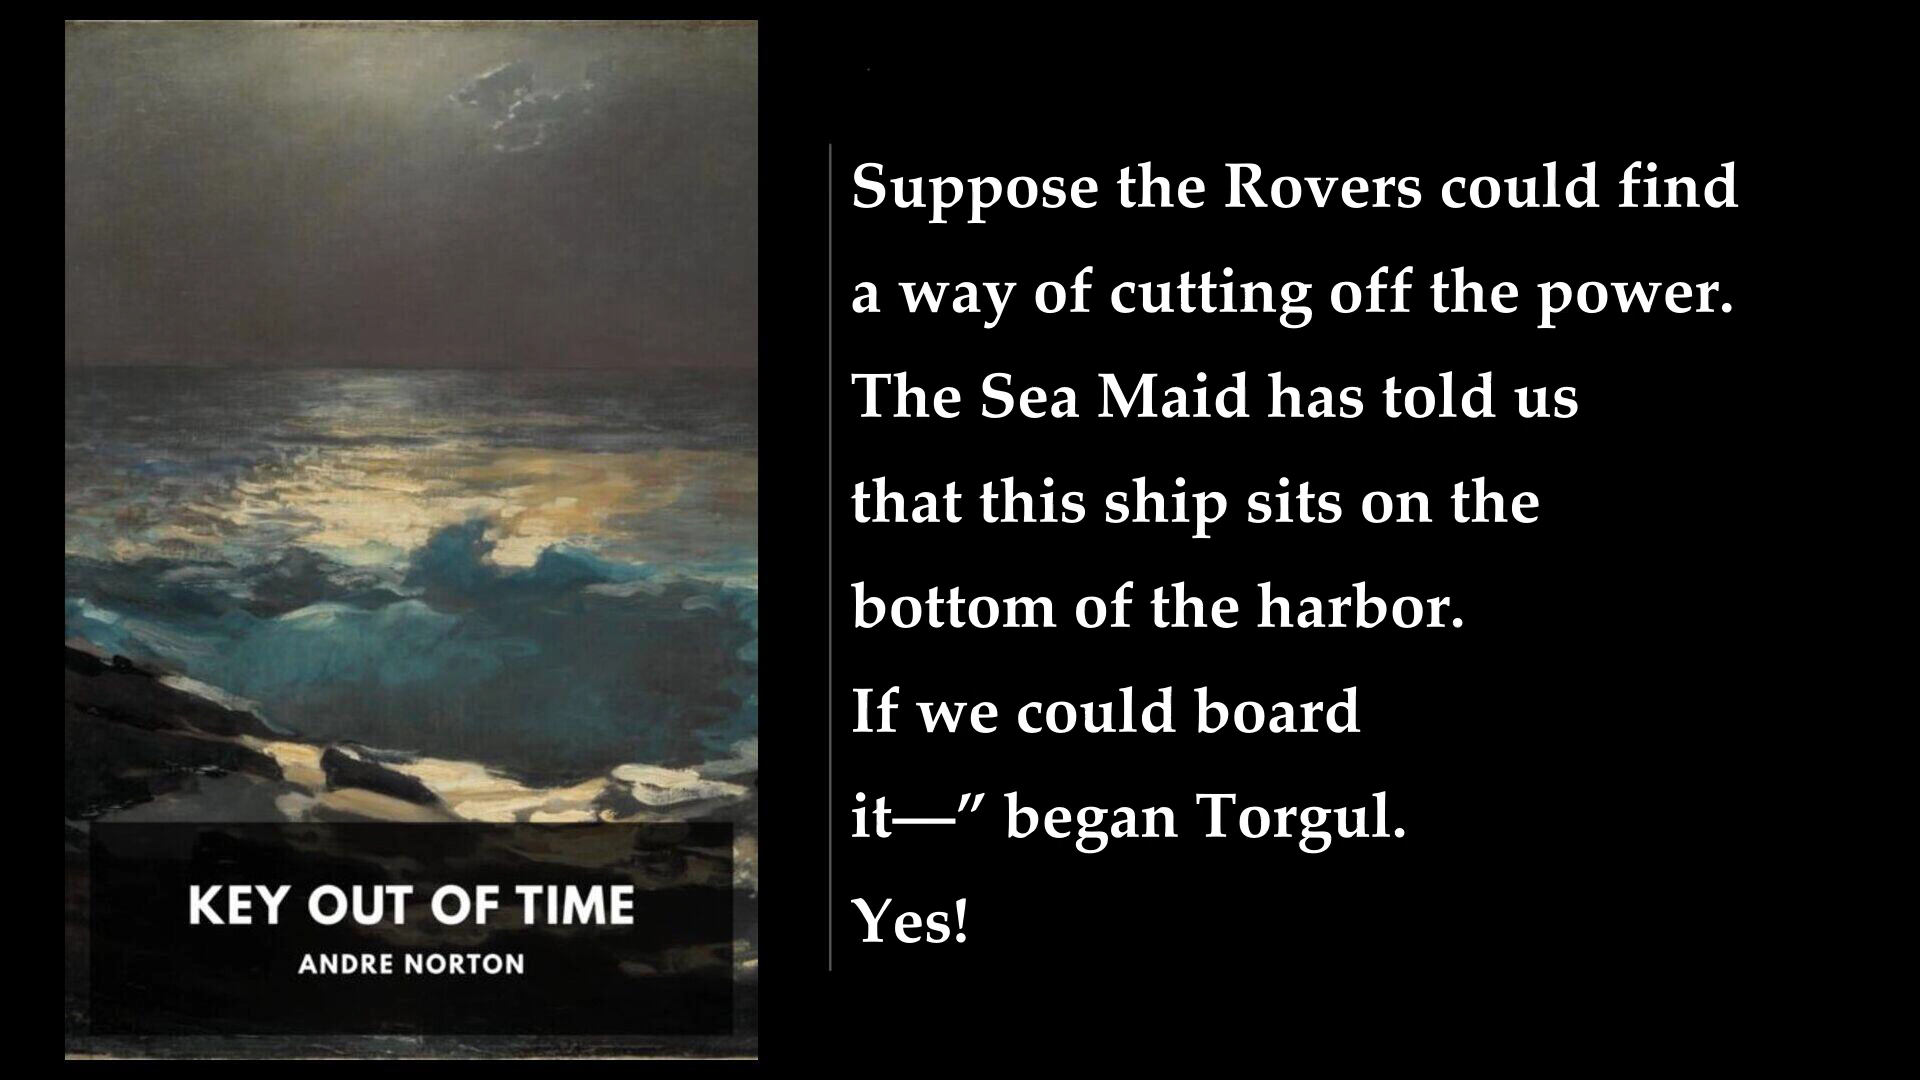 KEY OUT OF TIME
ANDRE NORTON
Suppose the Rovers could find
a way of cutting off the power.
The Sea Maid has told us
that this ship sits on the
bottom of the harbor.
If we could board
it—” began Torgul.
Yes!